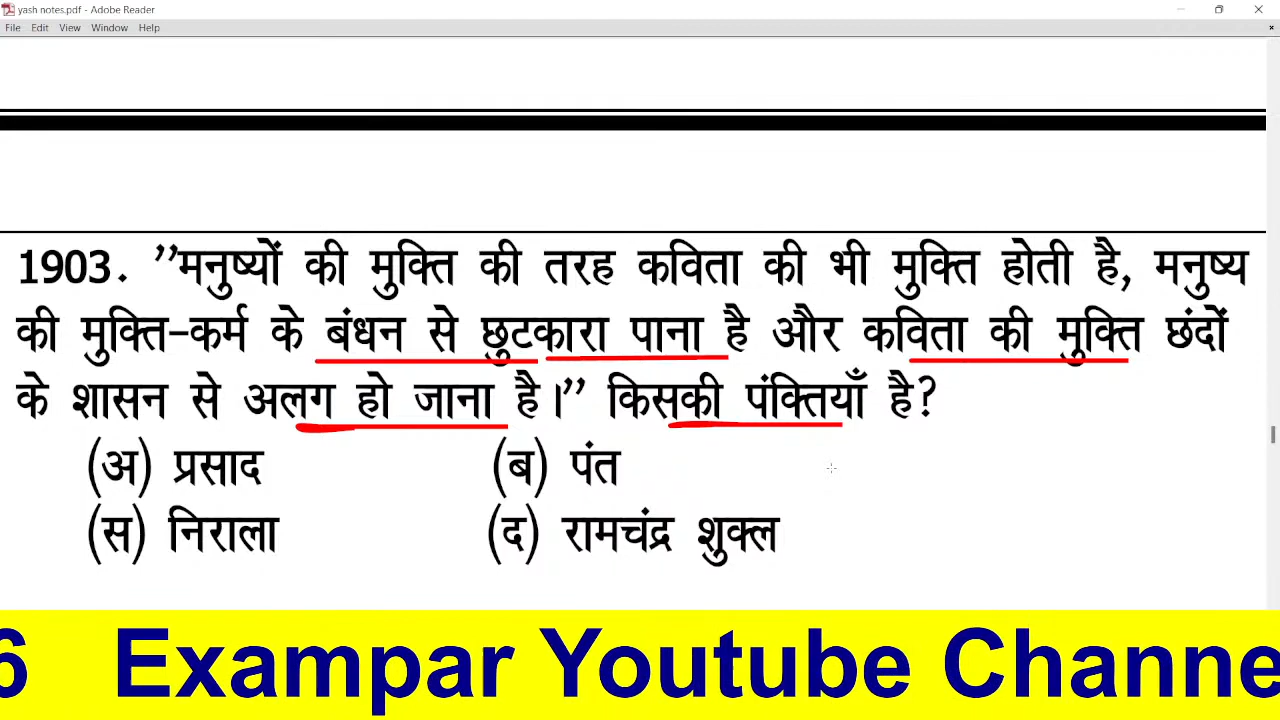 yash notes.pdf - Adobe Reader
File Edit View Window Help
1903. ”मनुष्यों की मुक्ति की तरह कविता की भी मुक्ति होती है, मनुष्य
की मुक्ति-कर्म के बंधन से छुटकारा पाना है और कविता की मुक्ति छंदों
के शासन से अलग हो जाना है।” किसकी पंक्तियाँ है?
(अ) प्रसाद (ब) पंत
(स) निराला (द) रामचंद्र शुक्ल
6 Exampar Youtube Channe